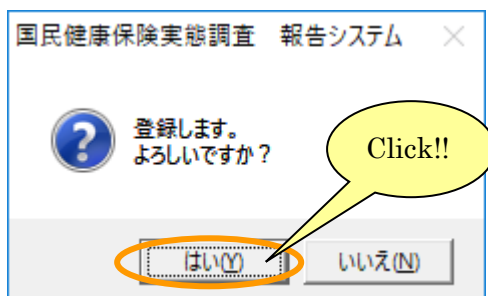 国民健康保険実態調査　報告システム
登録します。
よろしいですか？
Click!!
はい(Y)
いいえ(N)